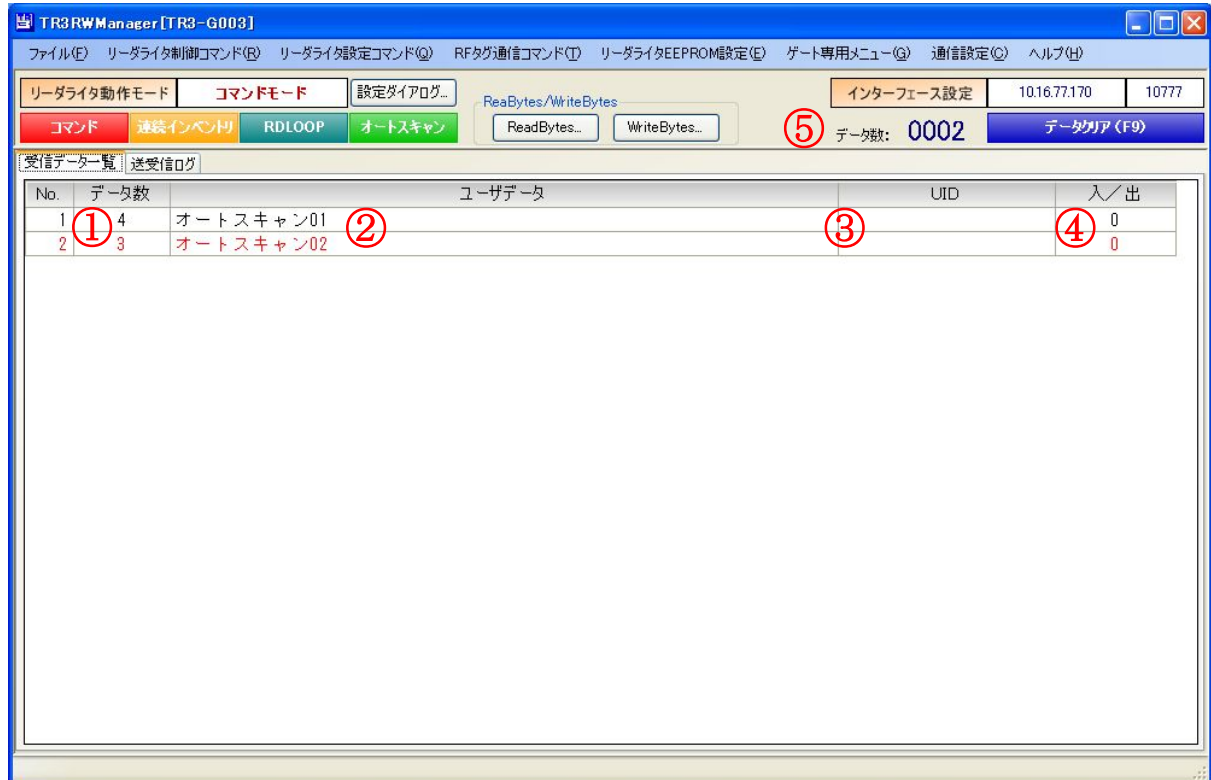 TR3RWManager[TR3-G003]
ファイル(F) リーダライタ制御コマンド(R) リーダライタ設定コマンド(Q) RFタグ通信コマンド(T) リーダライタEEPROM設定(E) ゲート専用メニュー(G) 通信設定(C) ヘルプ(H)
リーダライタ動作モード コマンドモード 設定ダイアログ... ReaBytes/WriteBytes インターフェース設定 10.16.77.170 10777
コマンド 連続インベントリ RDLOOP オートスキャン ReadBytes... WriteBytes... ⑤ データ数: 0002 データクリア(F9)
受信データ一覧 送受信ログ
No. データ数 ユーザデータ UID 入/出
1 ① 4 オートスキャン01 ② ③ ④ 0
2 3 オートスキャン02 0